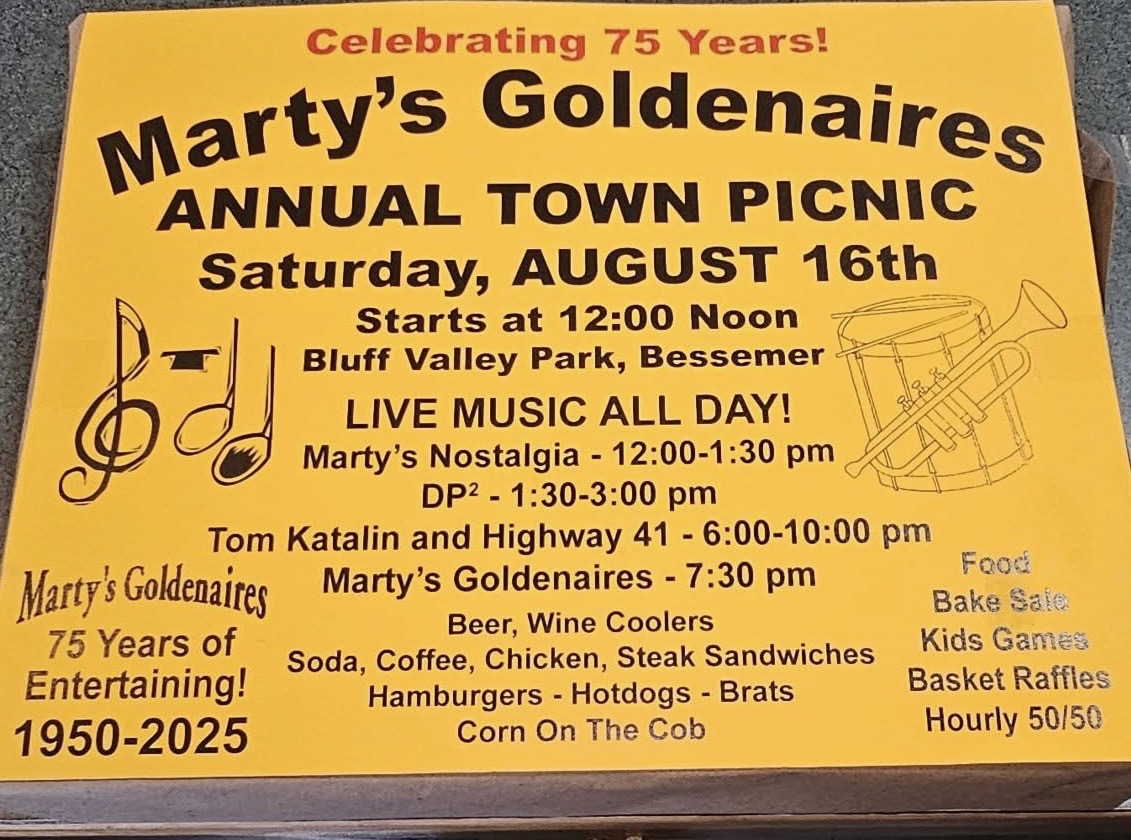 Celebrating 75 Years!
Marty's Goldenaires
ANNUAL TOWN PICNIC
Saturday, AUGUST 16th
Starts at 12:00 Noon
Bluff Valley Park, Bessemer
LIVE MUSIC ALL DAY!
Marty's Nostalgia - 12:00-1:30 pm
DP² - 1:30-3:00 pm
Tom Katalin and Highway 41 - 6:00-10:00 pm
Marty's Goldenaires - 7:30 pm
Beer, Wine Coolers
Soda, Coffee, Chicken, Steak Sandwiches
Hamburgers - Hotdogs - Brats
Corn On The Cob
Marty's Goldenaires
75 Years of
Entertaining!
1950-2025
Food
Bake Sale
Kids Games
Basket Raffles
Hourly 50/50